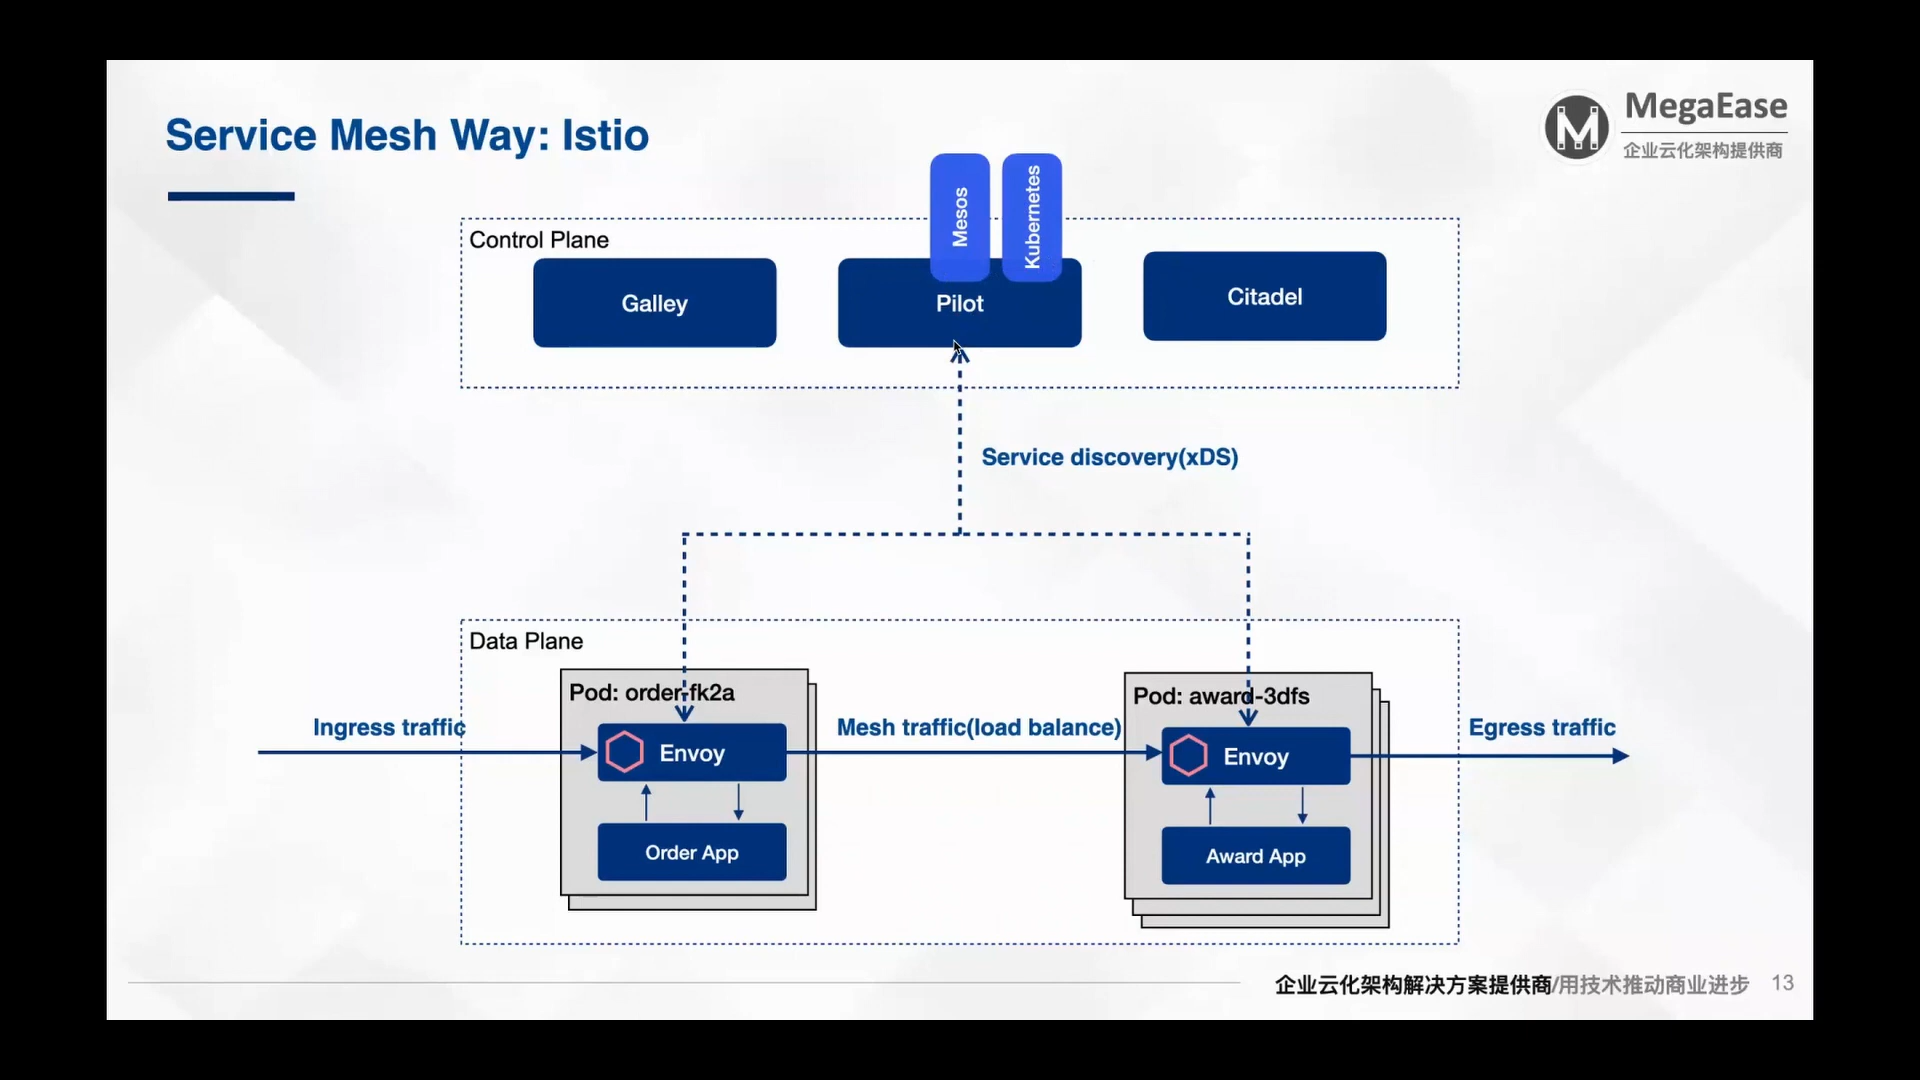 MegaEase
企业云化架构提供商
Service Mesh Way: Istio
Mesos
Kubernetes
Control Plane
Galley
Pilot
Citadel
Service discovery(xDS)
Data Plane
Pod: order-fk2a
Pod: award-3dfs
Ingress traffic
Mesh traffic(load balance)
Egress traffic
Envoy
Envoy
Order App
Award App
企业云化架构解决方案提供商/用技术推动商业进步 13